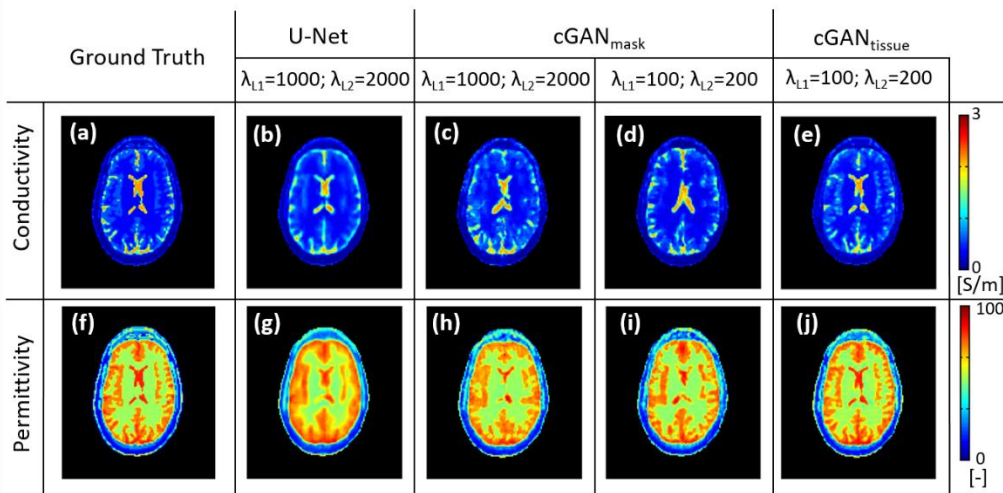 Ground Truth
U-Net
cGANmask
cGANtissue
λL1=1000; λL2=2000
λL1=1000; λL2=2000
λL1=100; λL2=200
λL1=100; λL2=200
Conductivity
(a)
(b)
(c)
(d)
(e)
3
0
[S/m]
Permittivity
(f)
(g)
(h)
(i)
(j)
100
0
[-]